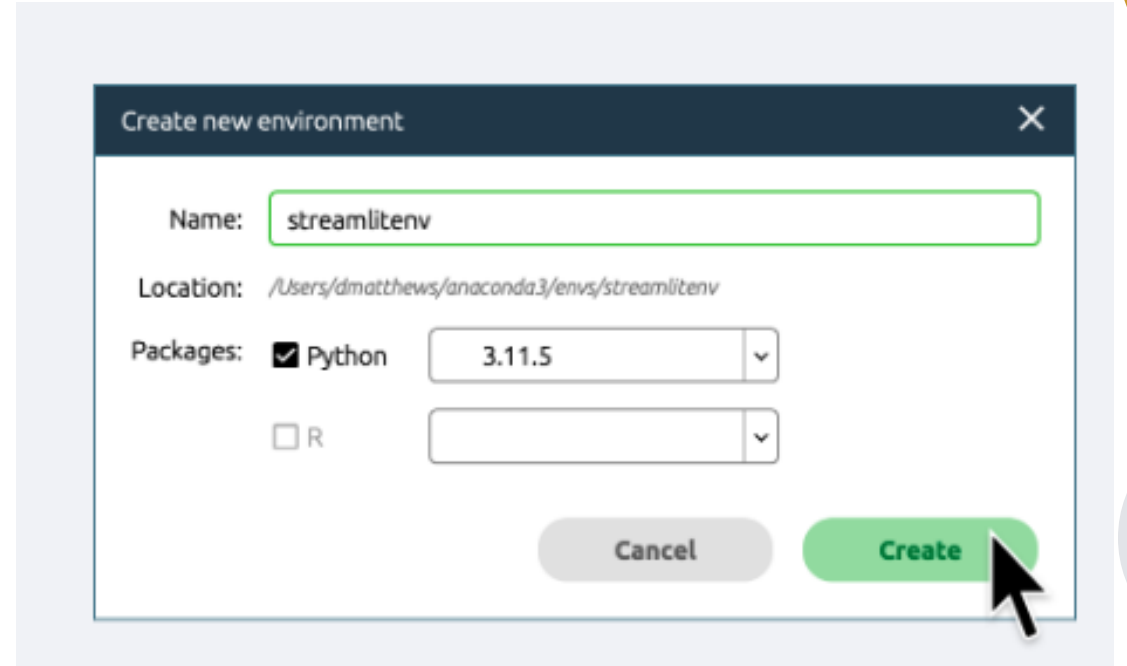 Create new environment
Name: streamlitenv
Location: /Users/dmatthews/anaconda3/envs/streamlitenv
Packages: Python 3.11.5
R
Cancel Create